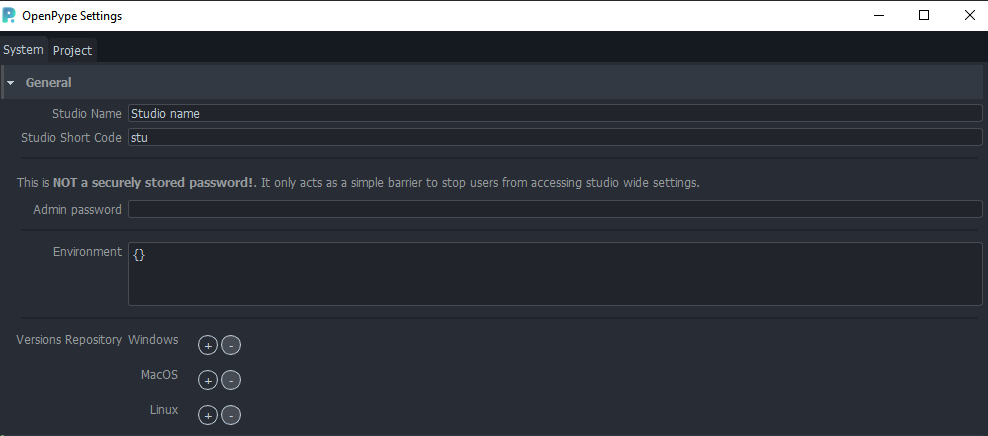 OpenPype Settings
System Project
General
Studio Name Studio name
Studio Short Code stu
This is NOT a securely stored password!. It only acts as a simple barrier to stop users from accessing studio wide settings.
Admin password
Environment {}
Versions Repository Windows + -
MacOS + -
Linux + -